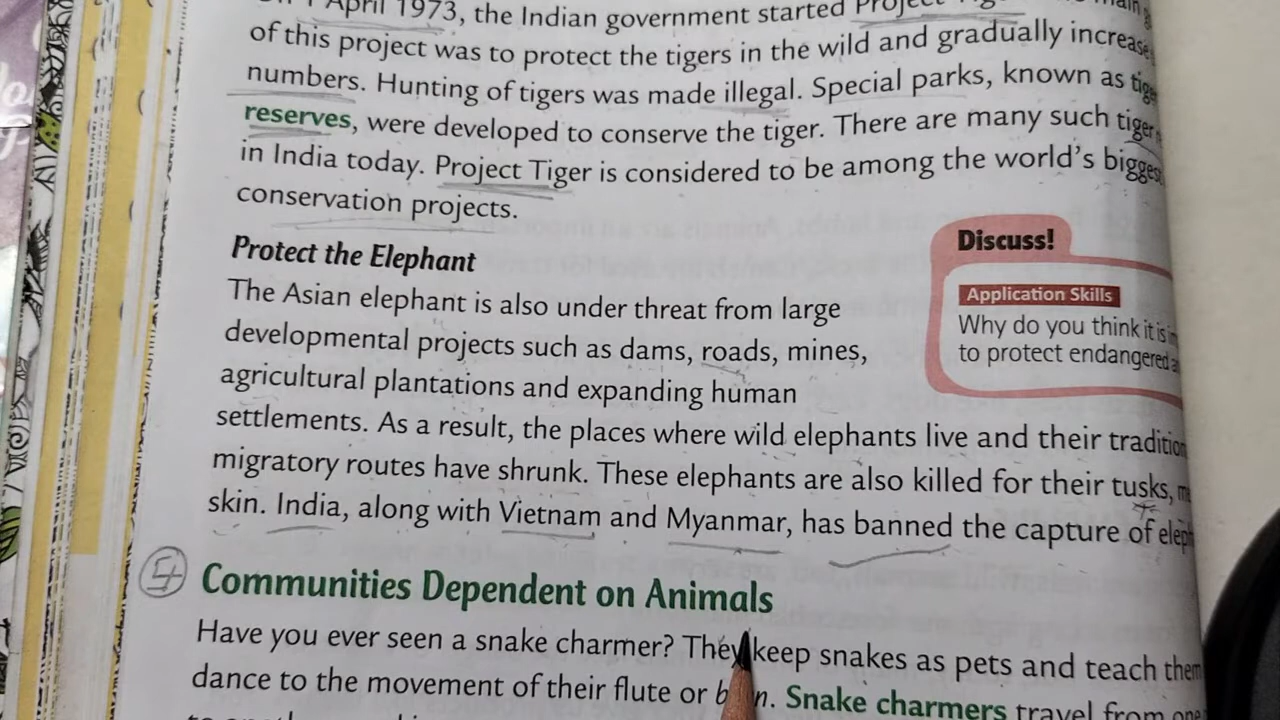 April 1973, the Indian government started
of this project was to protect the tigers in the wild and gradually increase
numbers. Hunting of tigers was made illegal. Special parks, known as
reserves, were developed to conserve the tiger. There are many such tiger
in India today. Project Tiger is considered to be among the world's biggest
conservation projects.
Protect the Elephant
The Asian elephant is also under threat from large
developmental projects such as dams, roads, mines,
agricultural plantations and expanding human
settlements. As a result, the places where wild elephants live and their
migratory routes have shrunk. These elephants are also killed for their tusks,
skin. India, along with Vietnam and Myanmar, has banned the capture of
Discuss!
Application Skills
Why do you think it is
to protect endangered
5
Communities Dependent on Animals
Have you ever seen a snake charmer? They keep snakes as pets and teach them
dance to the movement of their flute or Snake charmers travel from